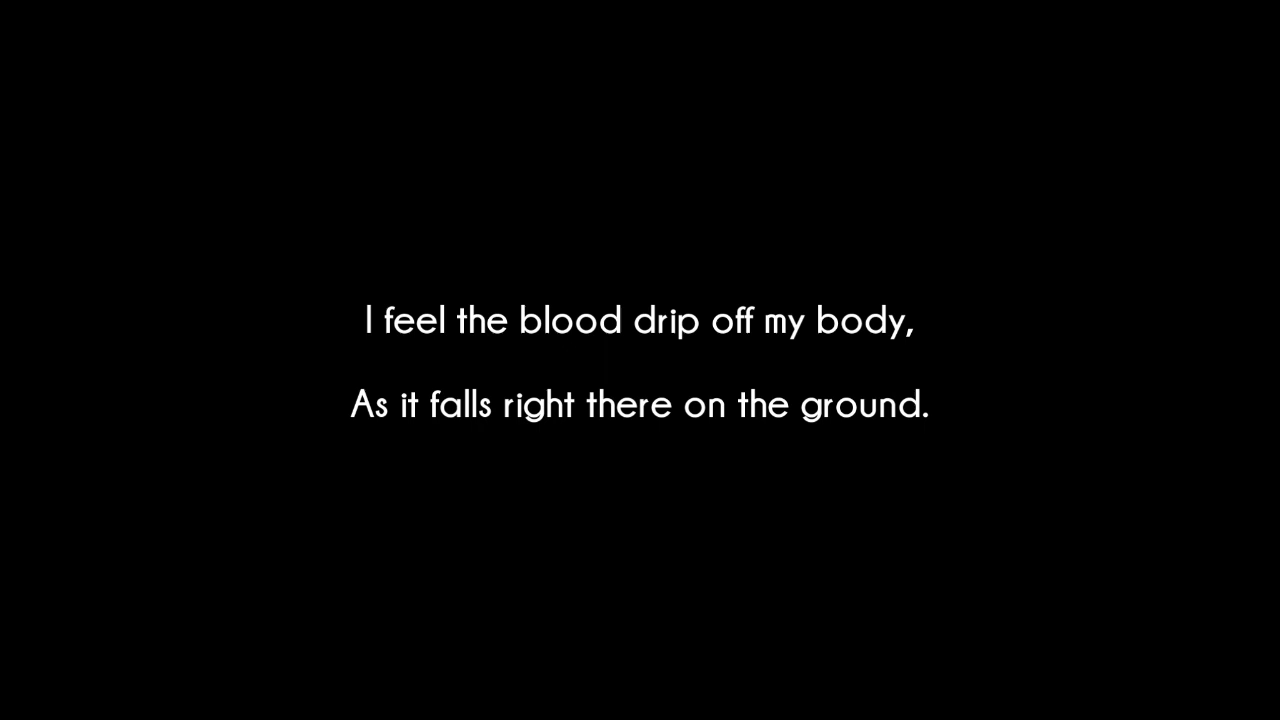 I feel the blood drip off my body,
As it falls right there on the ground.